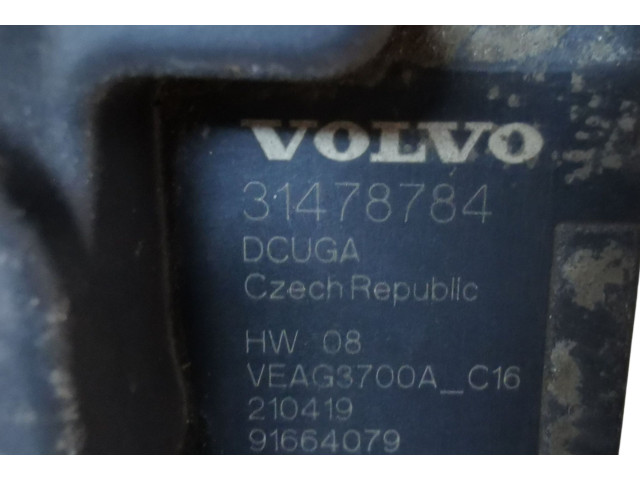 VOLVO
31478784
DCUGA
Czech Republic
HW 08
VEAG3700A_C16
210419
91664079